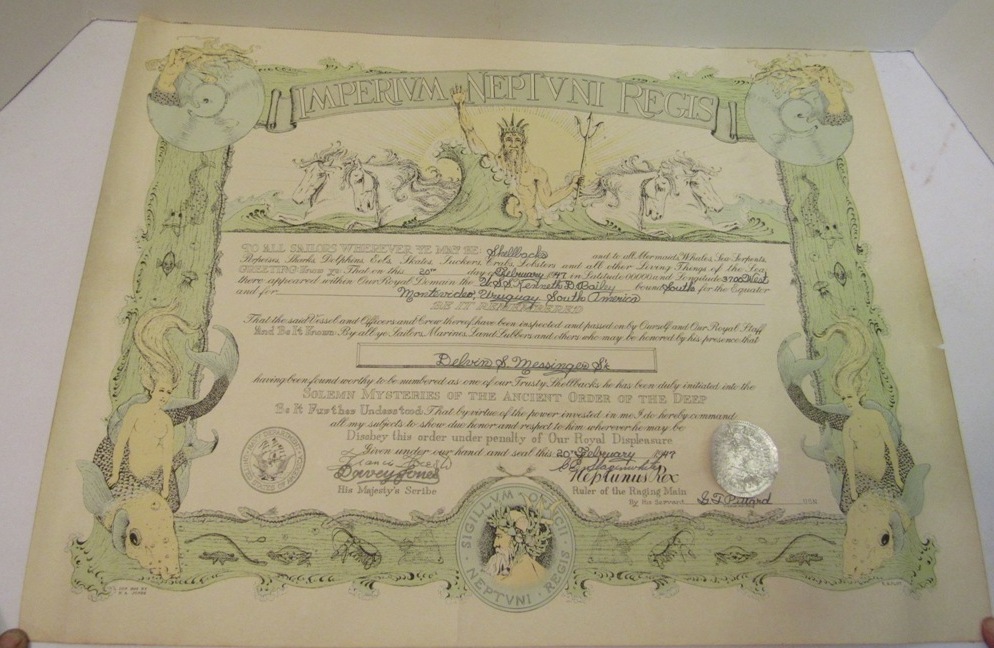 IMPERIVM NEPTVNI REGIS
TO ALL SAILORS WHEREVER YE MAY BE: Shellbacks and to all Mermaids, Whales, Sea Serpents,
Porpoises, Sharks, Dolphins, Eels, Skates, Suckers, Crabs, Lobsters and all other Living Things of the Sea
GREETING: Know ye: That on this 20th day of February 1947 in Latitude 00000 and Longitude 3700 West
there appeared within Our Royal Domain the U.S.S. Kenneth D. Bailey bound South for the Equator
and for Montevideo, Uruguay South America
BE IT REMEMBERED
That the said Vessel and Officers and Crew thereof have been inspected and passed on by Ourself and Our Royal Staff
And Be It Known: By all ye Sailors, Marines, Land Lubbers and others who may be honored by his presence that
Delvin S. Messinger
having been found worthy to be numbered as one of our Trusty Shellbacks he has been duly initiated into the
SOLEMN MYSTERIES OF THE ANCIENT ORDER OF THE DEEP
Be It Further Understood: That by virtue of the power invested in me I do hereby command
all my subjects to show due honor and respect to him wherever he may be
Disobey this order under penalty of Our Royal Displeasure
Given under our hand and seal this 20th February 1947
Davey Jones
His Majesty's Scribe
Neptunus Rex
Ruler of the Raging Main
By His Servant USN
SIGILLVM OFFICII
NEPTVNI REGIS